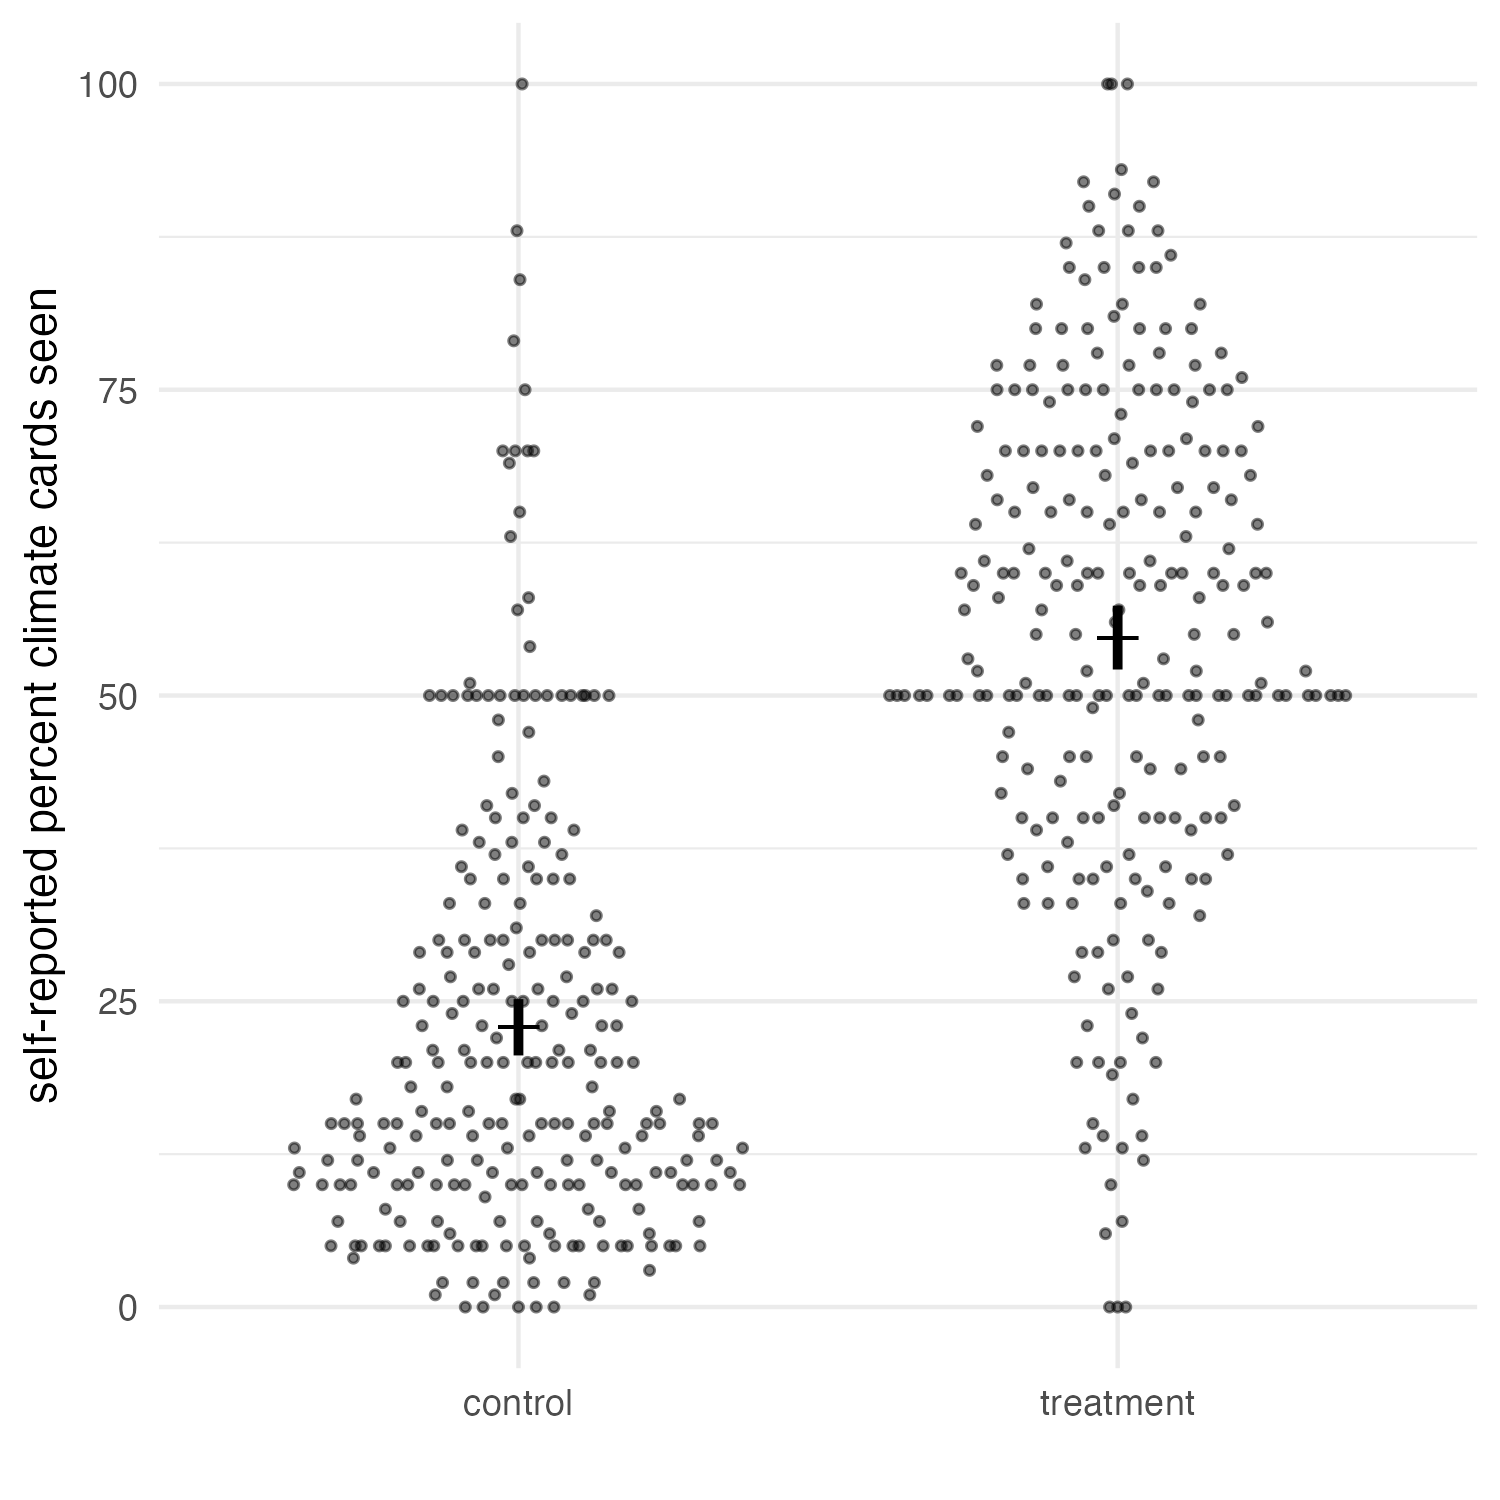 self-reported percent climate cards seen
100
75
50
25
0
control
treatment